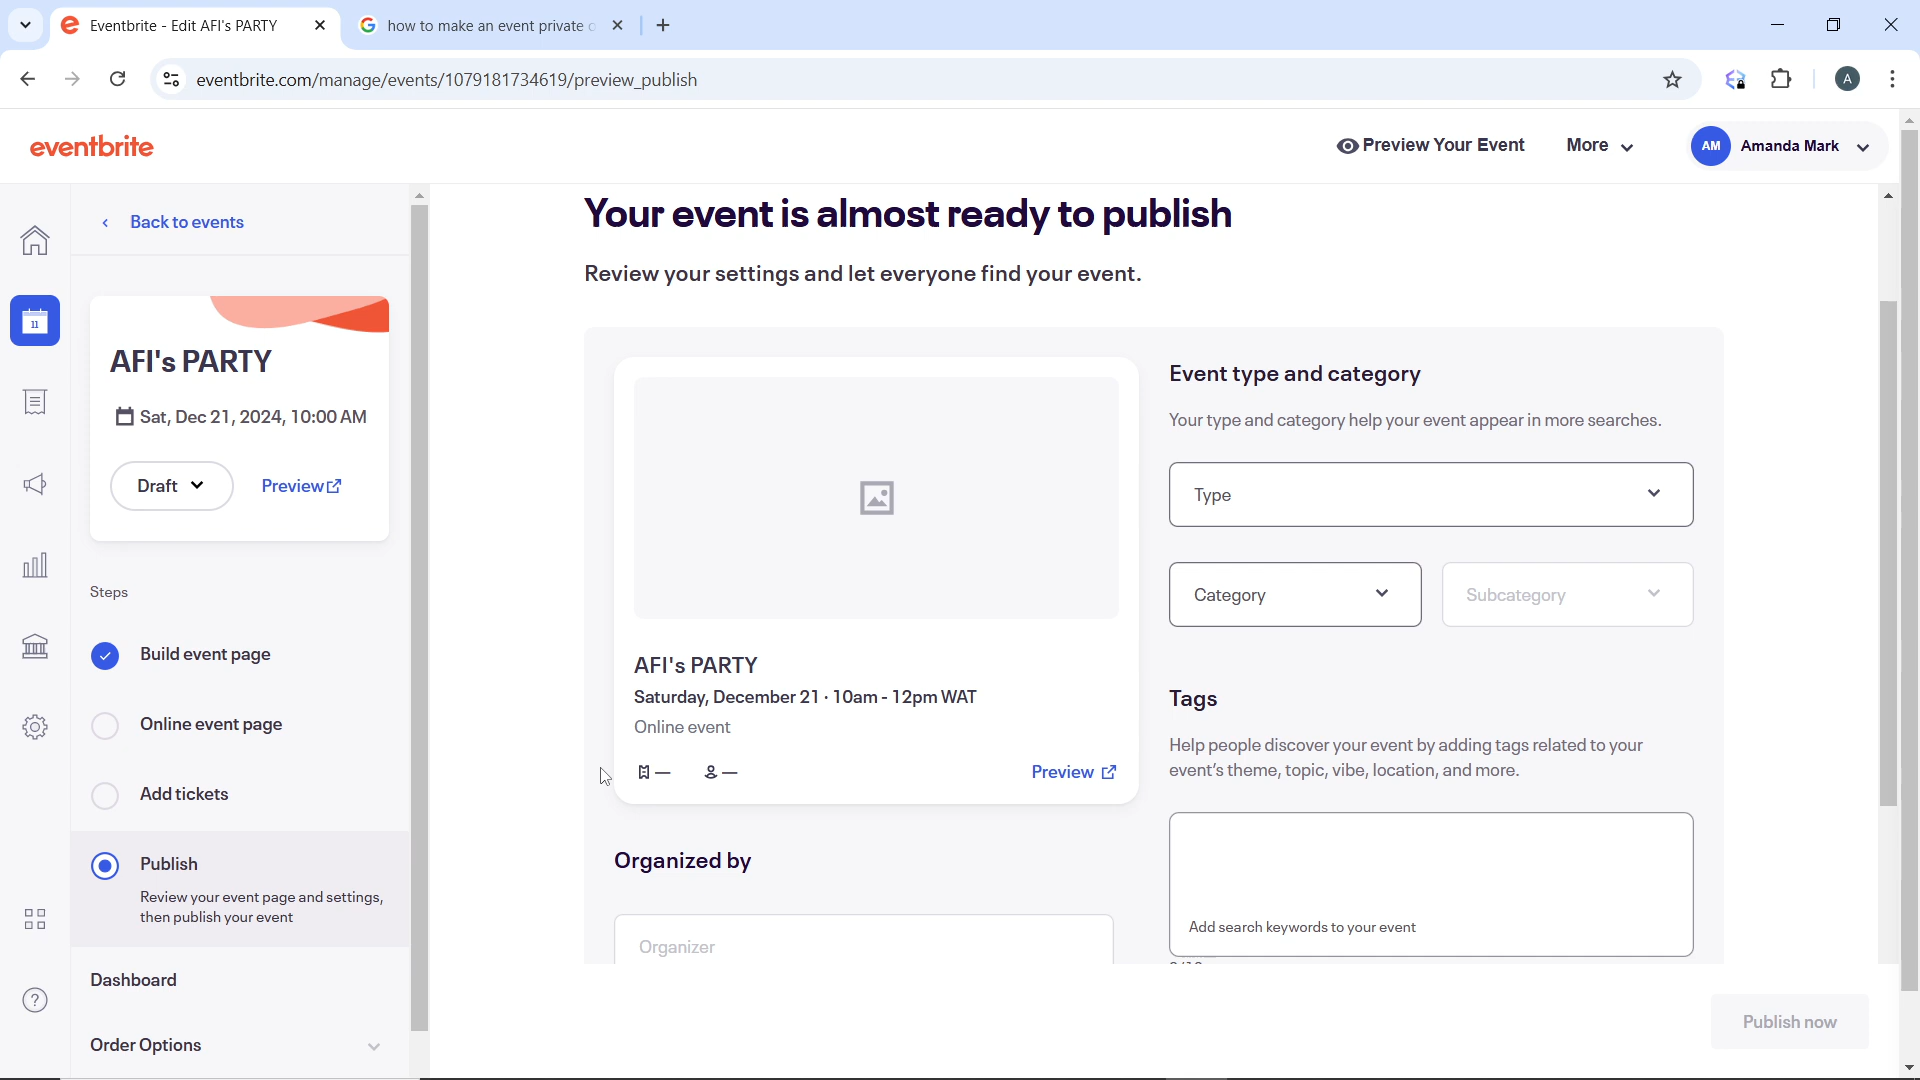 Eventbrite - Edit AFI's PARTY
how to make an event private o
eventbrite.com/manage/events/1079181734619/preview_publish
A
eventbrite
Preview Your Event
More
AM
Amanda Mark
Back to events
AFI's PARTY
Sat, Dec 21, 2024, 10:00 AM
Draft
Preview
Steps
Build event page
Online event page
Add tickets
Publish
Review your event page and settings,
then publish your event
Dashboard
Order Options
11
?
Your event is almost ready to publish
Review your settings and let everyone find your event.
AFI's PARTY
Saturday, December 21 · 10am - 12pm WAT
Online event
—
—
Preview
Organized by
Organizer
Event type and category
Your type and category help your event appear in more searches.
Type
Category
Subcategory
Tags
Help people discover your event by adding tags related to your
event's theme, topic, vibe, location, and more.
Add search keywords to your event
Publish now